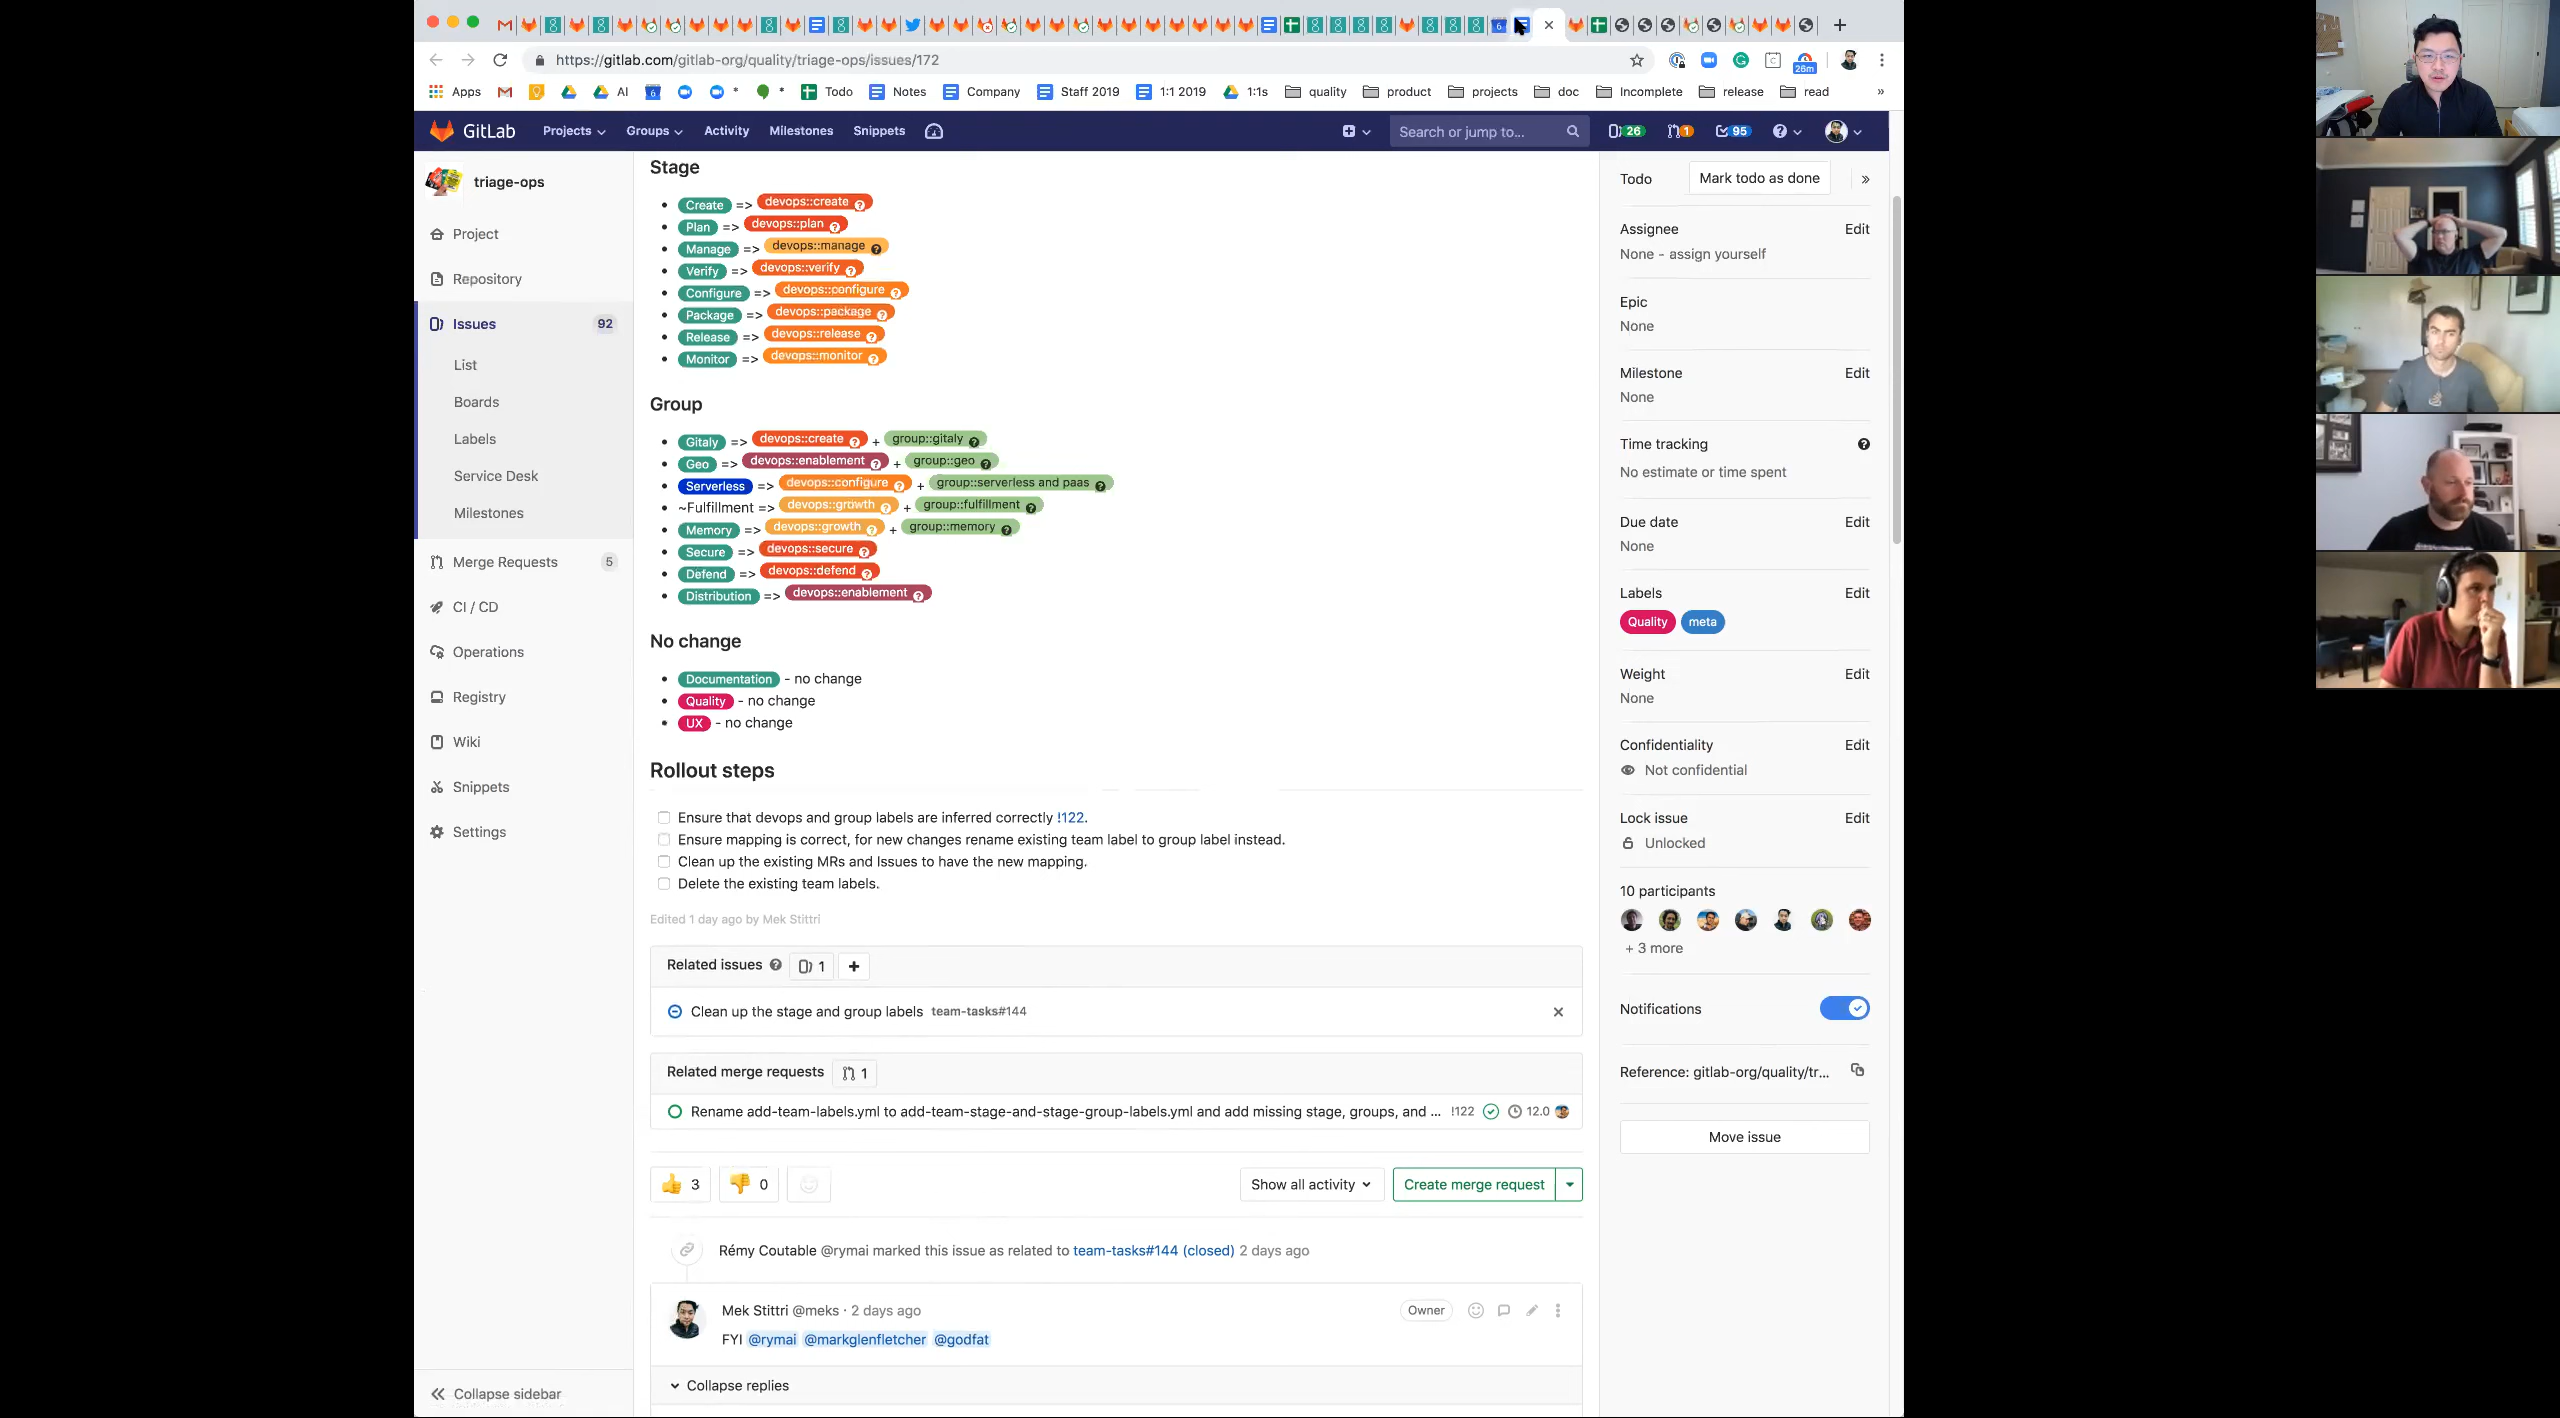 https://gitlab.com/gitlab-org/quality/triage-ops/issues/172
26m
Apps
AI
6
*
*
Todo
Notes
Company
Staff 2019
1:1 2019
1:1s
quality
product
projects
doc
Incomplete
release
read
»
GitLab
Projects
Groups
Activity
Milestones
Snippets
Search or jump to...
26
1
95
triage-ops
Project
Repository
Issues 92
List
Boards
Labels
Service Desk
Milestones
Merge Requests 5
CI / CD
Operations
Registry
Wiki
Snippets
Settings
Collapse sidebar
Stage
Create => devops::create
Plan => devops::plan
Manage => devops::manage
Verify => devops::verify
Configure => devops::configure
Package => devops::package
Release => devops::release
Monitor => devops::monitor
Group
Gitaly => devops::create + group::gitaly
Geo => devops::enablement + group::geo
Serverless => devops::configure + group::serverless and paas
~Fulfillment => devops::growth + group::fulfillment
Memory => devops::growth + group::memory
Secure => devops::secure
Defend => devops::defend
Distribution => devops::enablement
No change
Documentation - no change
Quality - no change
UX - no change
Rollout steps
Ensure that devops and group labels are inferred correctly !122.
Ensure mapping is correct, for new changes rename existing team label to group label instead.
Clean up the existing MRs and Issues to have the new mapping.
Delete the existing team labels.
Edited 1 day ago by Mek Stittri
Related issues 1
Clean up the stage and group labels team-tasks#144
Related merge requests 1
Rename add-team-labels.yml to add-team-stage-and-stage-group-labels.yml and add missing stage, groups, and ... !122 12.0
3
0
Show all activity
Create merge request
Rémy Coutable @rymai marked this issue as related to team-tasks#144 (closed) 2 days ago
Mek Stittri @meks · 2 days ago
Owner
FYI @rymai @markglenfletcher @godfat
Collapse replies
Todo
Mark todo as done
»
Assignee Edit
None - assign yourself
Epic
None
Milestone Edit
None
Time tracking
No estimate or time spent
Due date Edit
None
Labels Edit
Quality meta
Weight Edit
None
Confidentiality Edit
Not confidential
Lock issue Edit
Unlocked
10 participants
+ 3 more
Notifications
Reference: gitlab-org/quality/tr...
Move issue